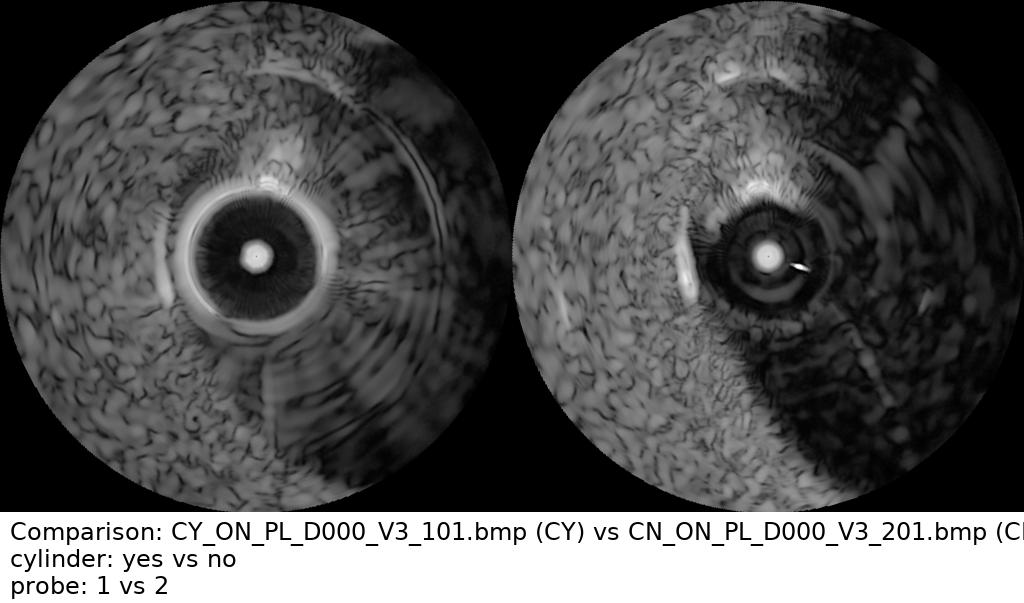 Comparison: CY_ON_PL_D000_V3_101.bmp (CY) vs CN_ON_PL_D000_V3_201.bmp (C
cylinder: yes vs no
probe: 1 vs 2